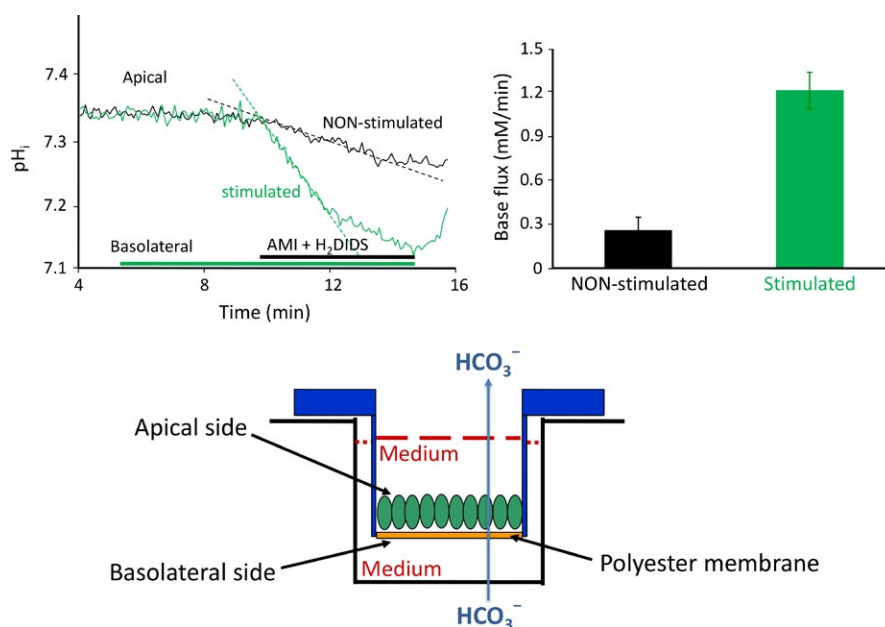 7.4
7.3
7.2
7.1
pHi
Apical
NON-stimulated
stimulated
Basolateral
AMI + H₂DIDS
4
8
12
16
Time (min)
1.5
1.2
0.9
0.6
0.3
0
Base flux (mM/min)
NON-stimulated
Stimulated
HCO₃⁻
Apical side
Medium
Basolateral side
Medium
Polyester membrane
HCO₃⁻